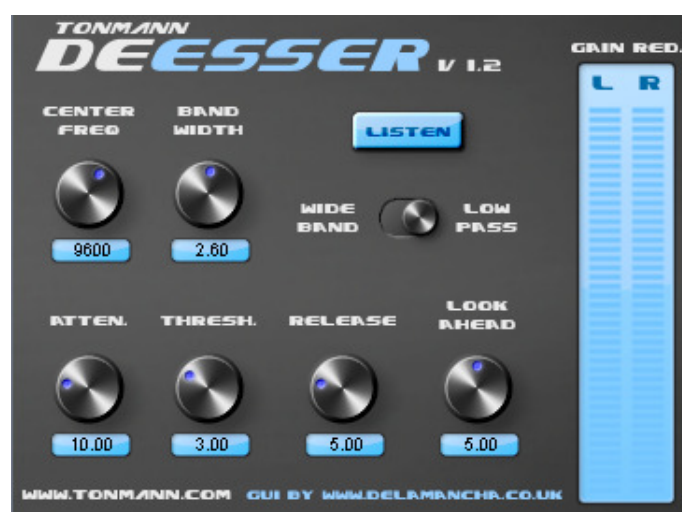 TONMANN
DEESSER V 1.2
GAIN RED.
L R
CENTER FREQ
BAND WIDTH
LISTEN
WIDE BAND
LOW PASS
9600
2.60
ATTEN.
THRESH.
RELEASE
LOOK AHEAD
10.00
3.00
5.00
5.00
WWW.TONMANN.COM GUI BY WWW.DELAMANCHA.CO.UK